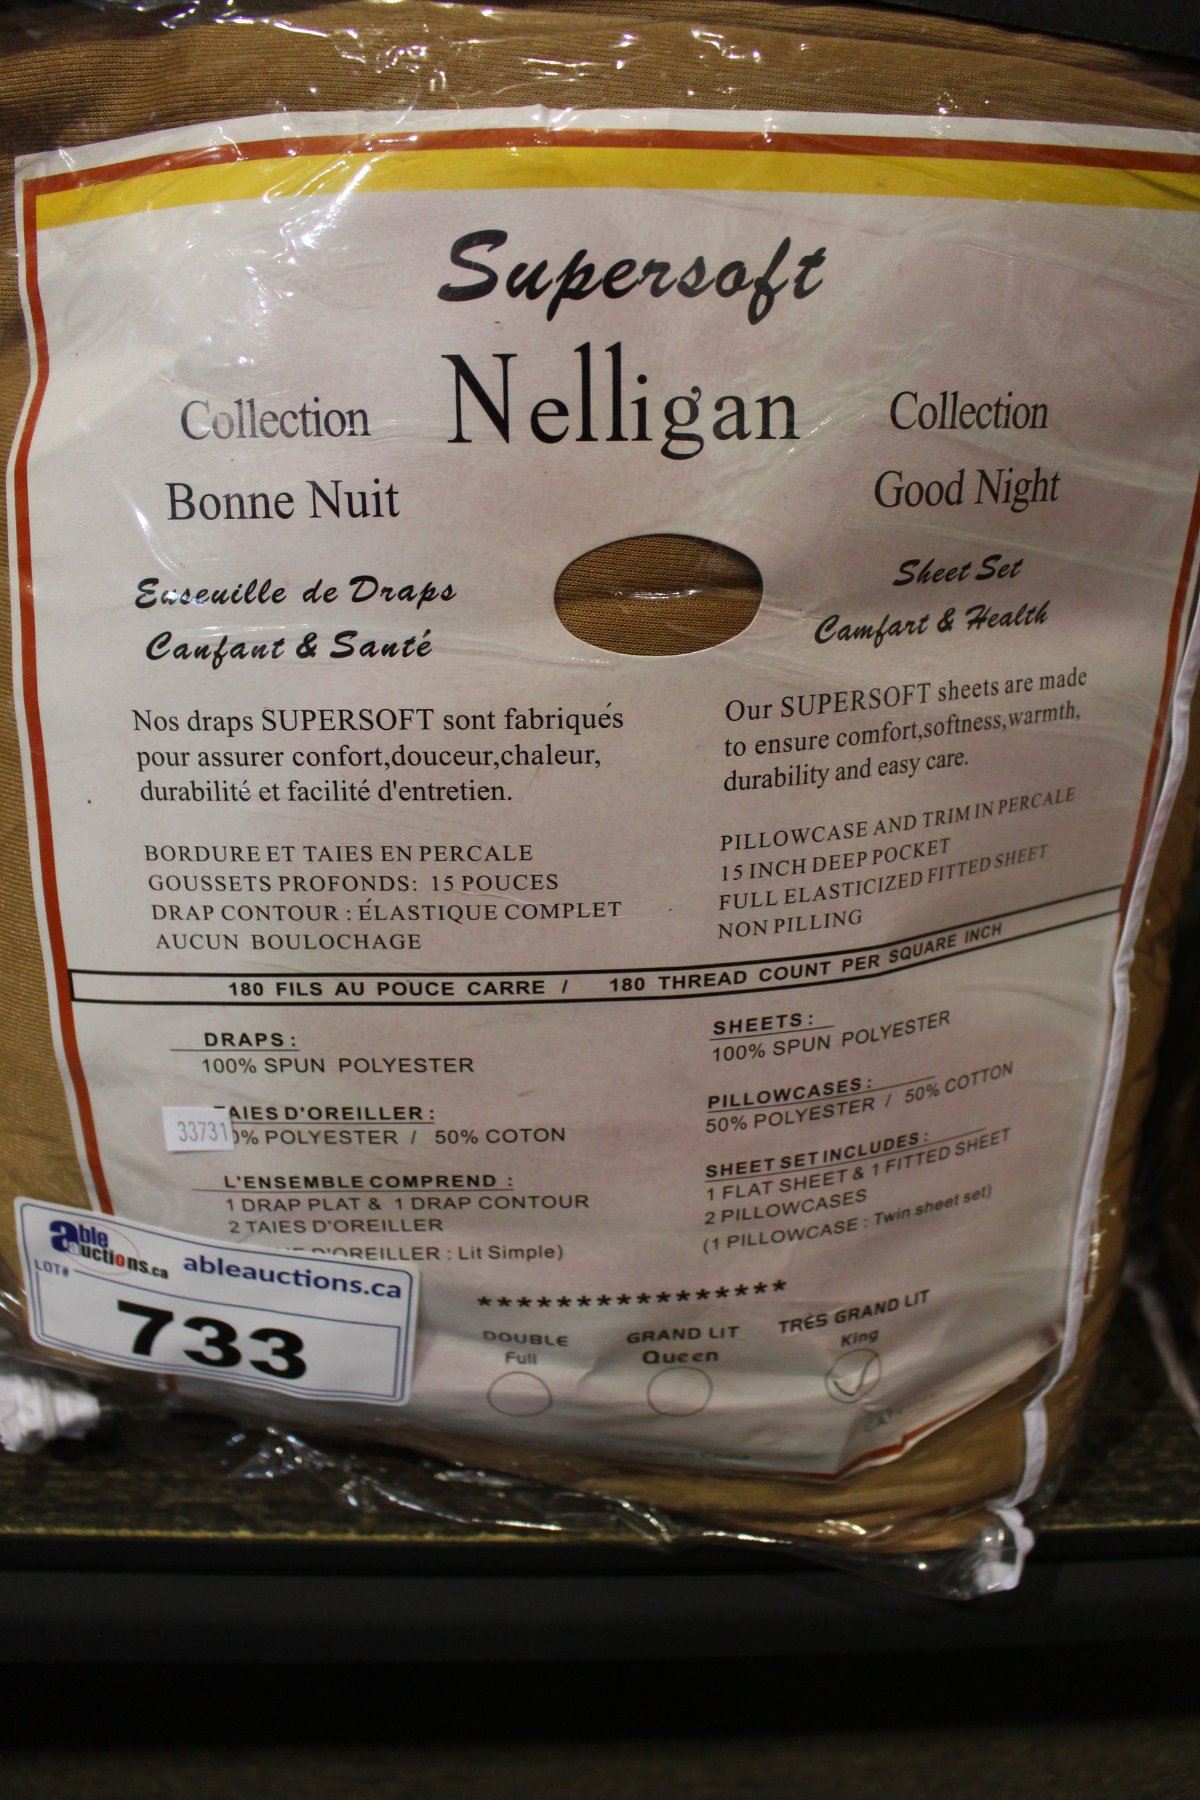 Supersoft
Nelligan
Collection
Bonne Nuit
Collection
Good Night
Enseuille de Draps
Canfant & Santé
Sheet Set
Camfart & Health
Nos draps SUPERSOFT sont fabriqués
pour assurer confort,douceur,chaleur,
durabilité et facilité d'entretien.
Our SUPERSOFT sheets are made
to ensure comfort,softness,warmth,
durability and easy care.
BORDURE ET TAIES EN PERCALE
GOUSSETS PROFONDS: 15 POUCES
DRAP CONTOUR : ÉLASTIQUE COMPLET
AUCUN BOULOCHAGE
PILLOWCASE AND TRIM IN PERCALE
15 INCH DEEP POCKET
FULL ELASTICIZED FITTED SHEET
NON PILLING
180 FILS AU POUCE CARRE / 180 THREAD COUNT PER SQUARE INCH
DRAPS :
100% SPUN POLYESTER
TAIES D'OREILLER :
0% POLYESTER / 50% COTON
L'ENSEMBLE COMPREND :
1 DRAP PLAT & 1 DRAP CONTOUR
2 TAIES D'OREILLER
D'OREILLER : Lit Simple)
SHEETS :
100% SPUN POLYESTER
PILLOWCASES :
50% POLYESTER / 50% COTTON
SHEET SET INCLUDES :
1 FLAT SHEET & 1 FITTED SHEET
2 PILLOWCASES
(1 PILLOWCASE : Twin sheet set)
33731
able
auctions.ca
ableauctions.ca
LOT#
733
****************
DOUBLE
Full
GRAND LIT
Queen
TRÉS GRAND LIT
King